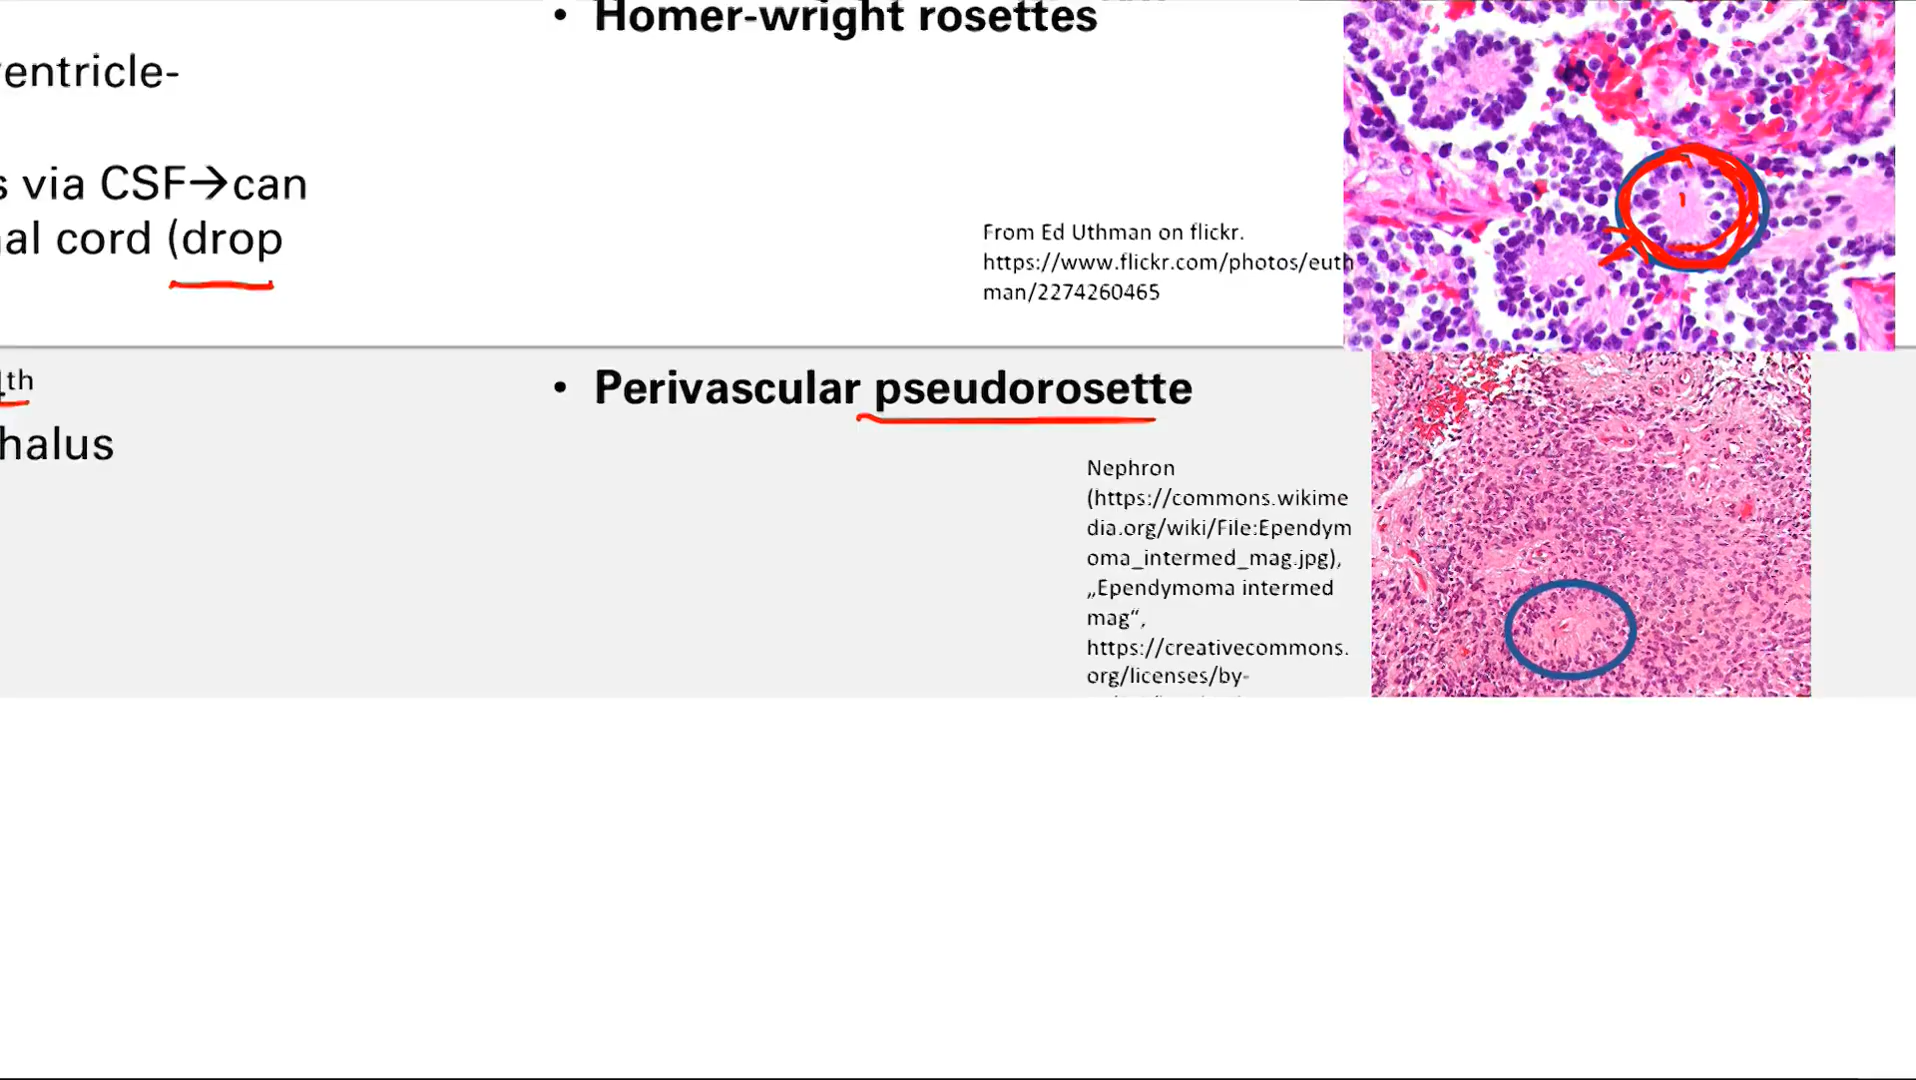 • Homer-wright rosettes
entricle-
s via CSF→can
al cord (drop
From Ed Uthman on flickr.
https://www.flickr.com/photos/euth
man/2274260465
th
halus
• Perivascular pseudorosette
Nephron
(https://commons.wikime
dia.org/wiki/File:Ependym
oma_intermed_mag.jpg),
„Ependymoma intermed
mag“,
https://creativecommons.
org/licenses/by-